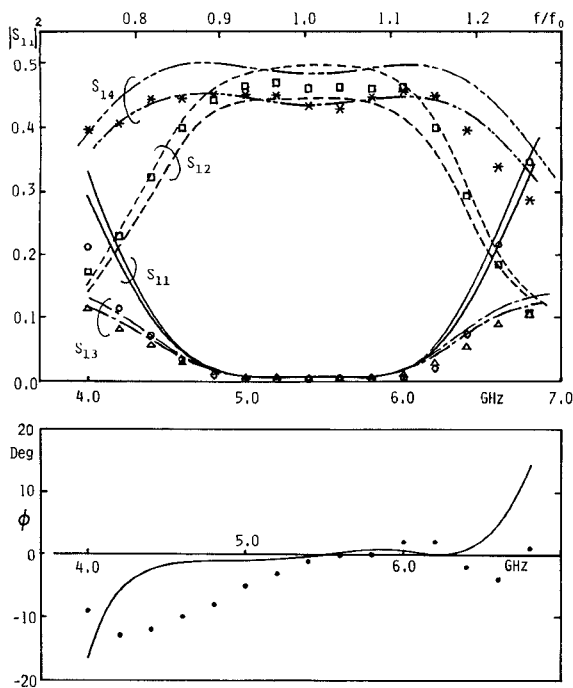 0.8 0.9 1.0 1.1 1.2 f/f₀
|S₁ᵢ|²
0.5
0.4
0.3
0.2
0.1
0.0
S₁₄
S₁₂
S₁₁
S₁₃
4.0 5.0 6.0 GHz 7.0
20
Deg
10
ϕ
0
-10
-20
4.0 5.0 6.0 GHz